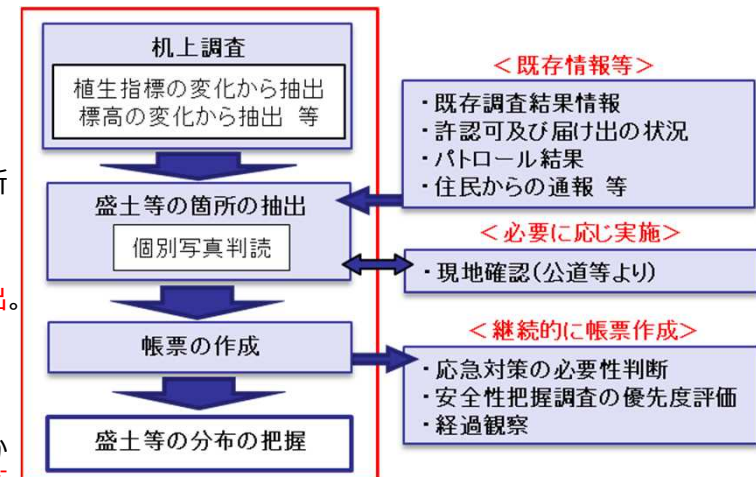 机上調査
植生指標の変化から抽出
標高の変化から抽出 等
盛土等の箇所の抽出
個別写真判読
帳票の作成
盛土等の分布の把握
＜既存情報等＞
・既存調査結果情報
・許認可及び届け出の状況
・パトロール結果
・住民からの通報 等
＜必要に応じ実施＞
・現地確認(公道等より)
＜継続的に帳票作成＞
・応急対策の必要性判断
・安全性把握調査の優先度評価
・経過観察
所
出。
か